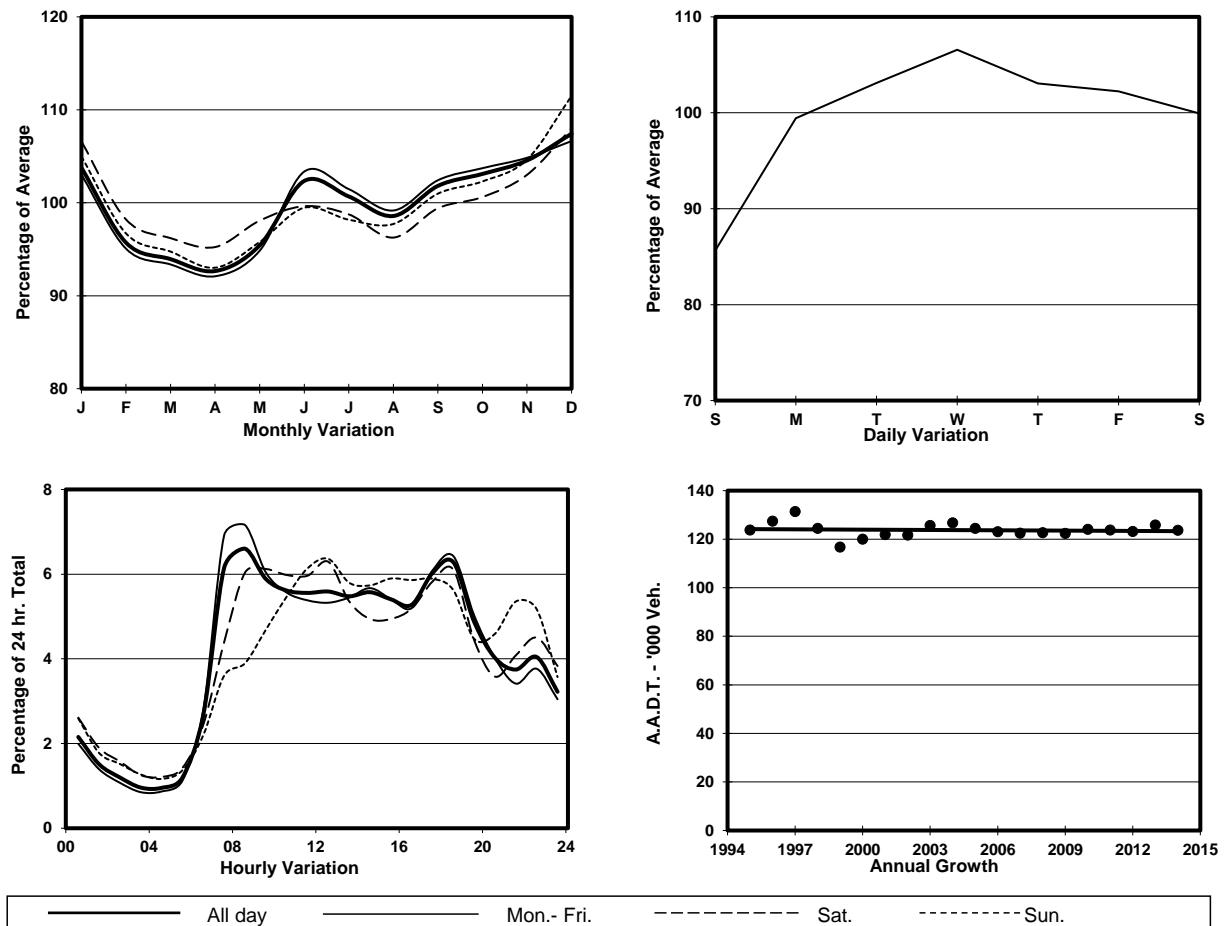 120
110
100
90
80
Percentage of Average
J F M A M J J A S O N D
Monthly Variation
110
100
90
80
70
Percentage of Average
S M T W T F S
Daily Variation
8
6
4
2
0
Percentage of 24 hr. Total
00 04 08 12 16 20 24
Hourly Variation
140
120
100
80
60
40
20
0
A.A.D.T. - '000 Veh.
1994 1997 2000 2003 2006 2009 2012 2015
Annual Growth
All day Mon.- Fri. Sat. Sun.